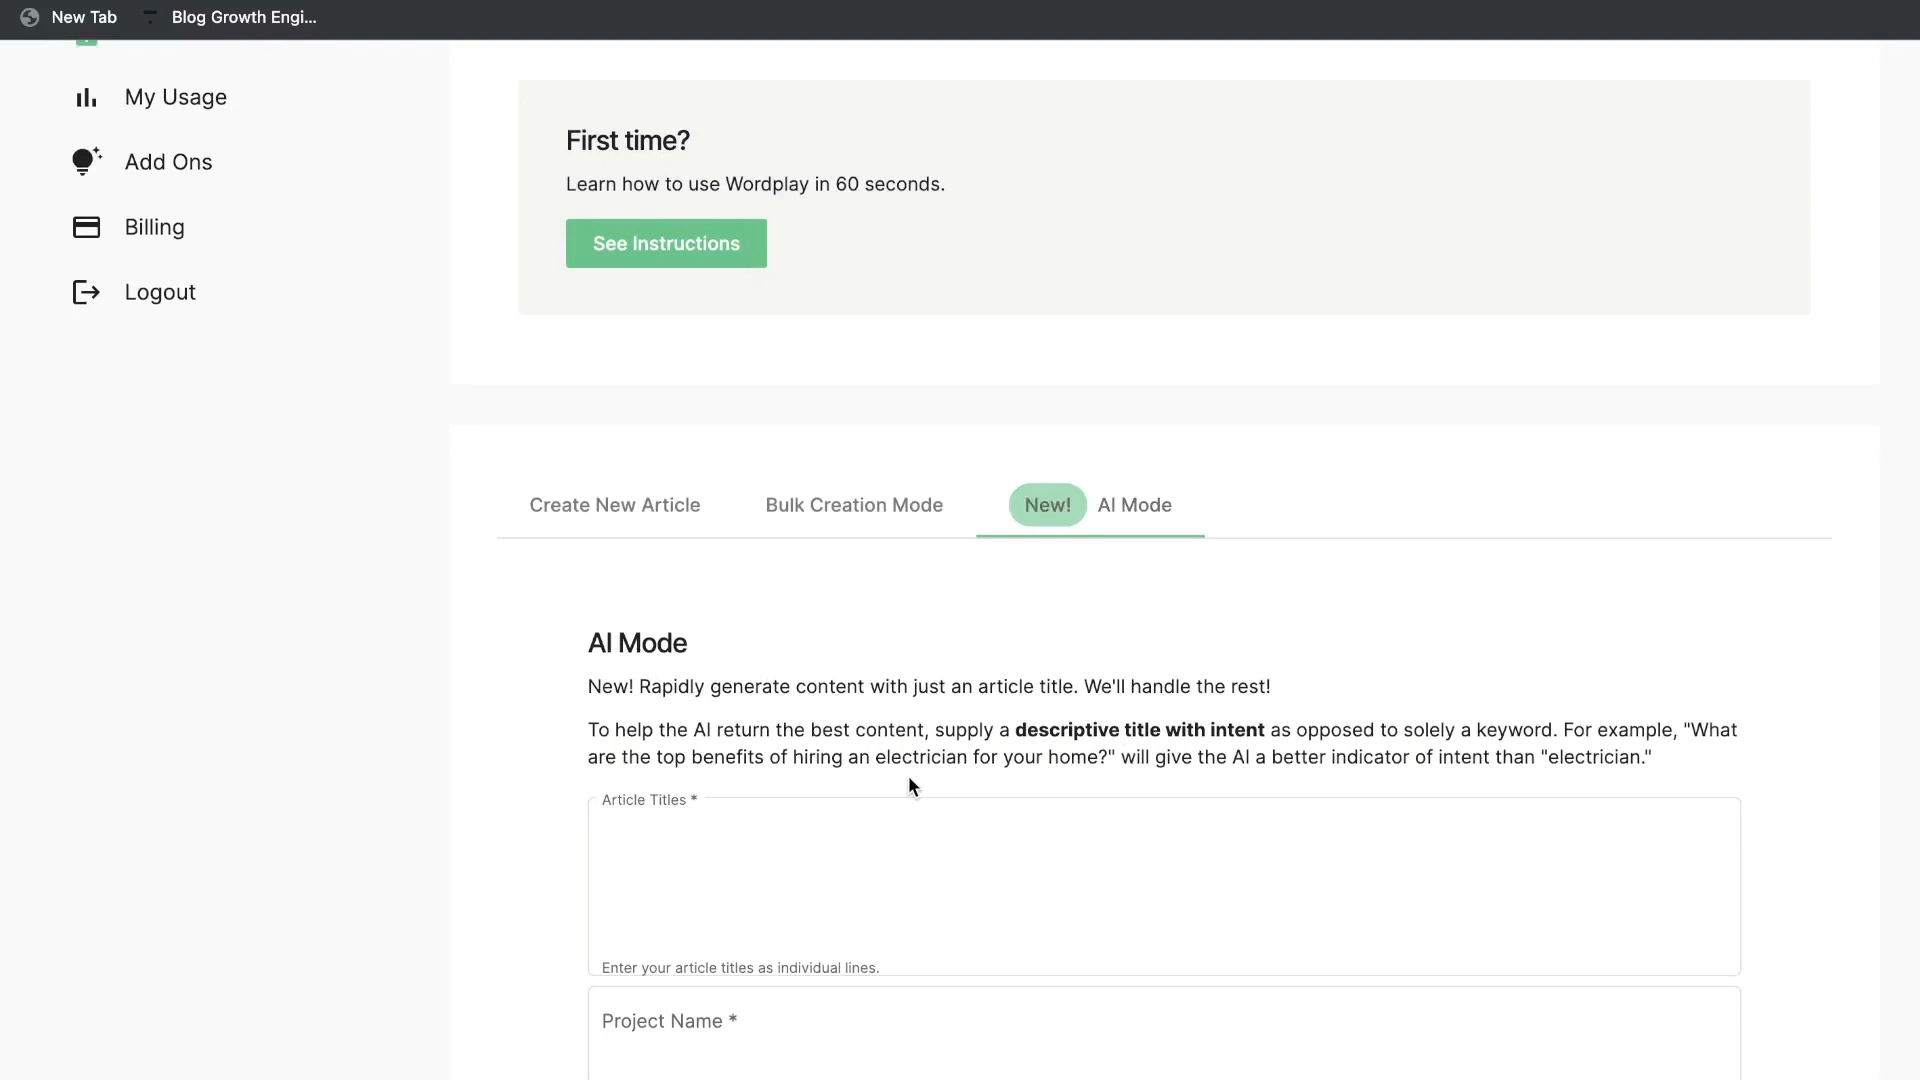 New Tab
Blog Growth Engi...
My Usage
Add Ons
Billing
Logout
First time?
Learn how to use Wordplay in 60 seconds.
See Instructions
Create New Article
Bulk Creation Mode
New! AI Mode
AI Mode
New! Rapidly generate content with just an article title. We'll handle the rest!
To help the AI return the best content, supply a descriptive title with intent as opposed to solely a keyword. For example, "What
are the top benefits of hiring an electrician for your home?" will give the AI a better indicator of intent than "electrician."
Article Titles *
Enter your article titles as individual lines.
Project Name *